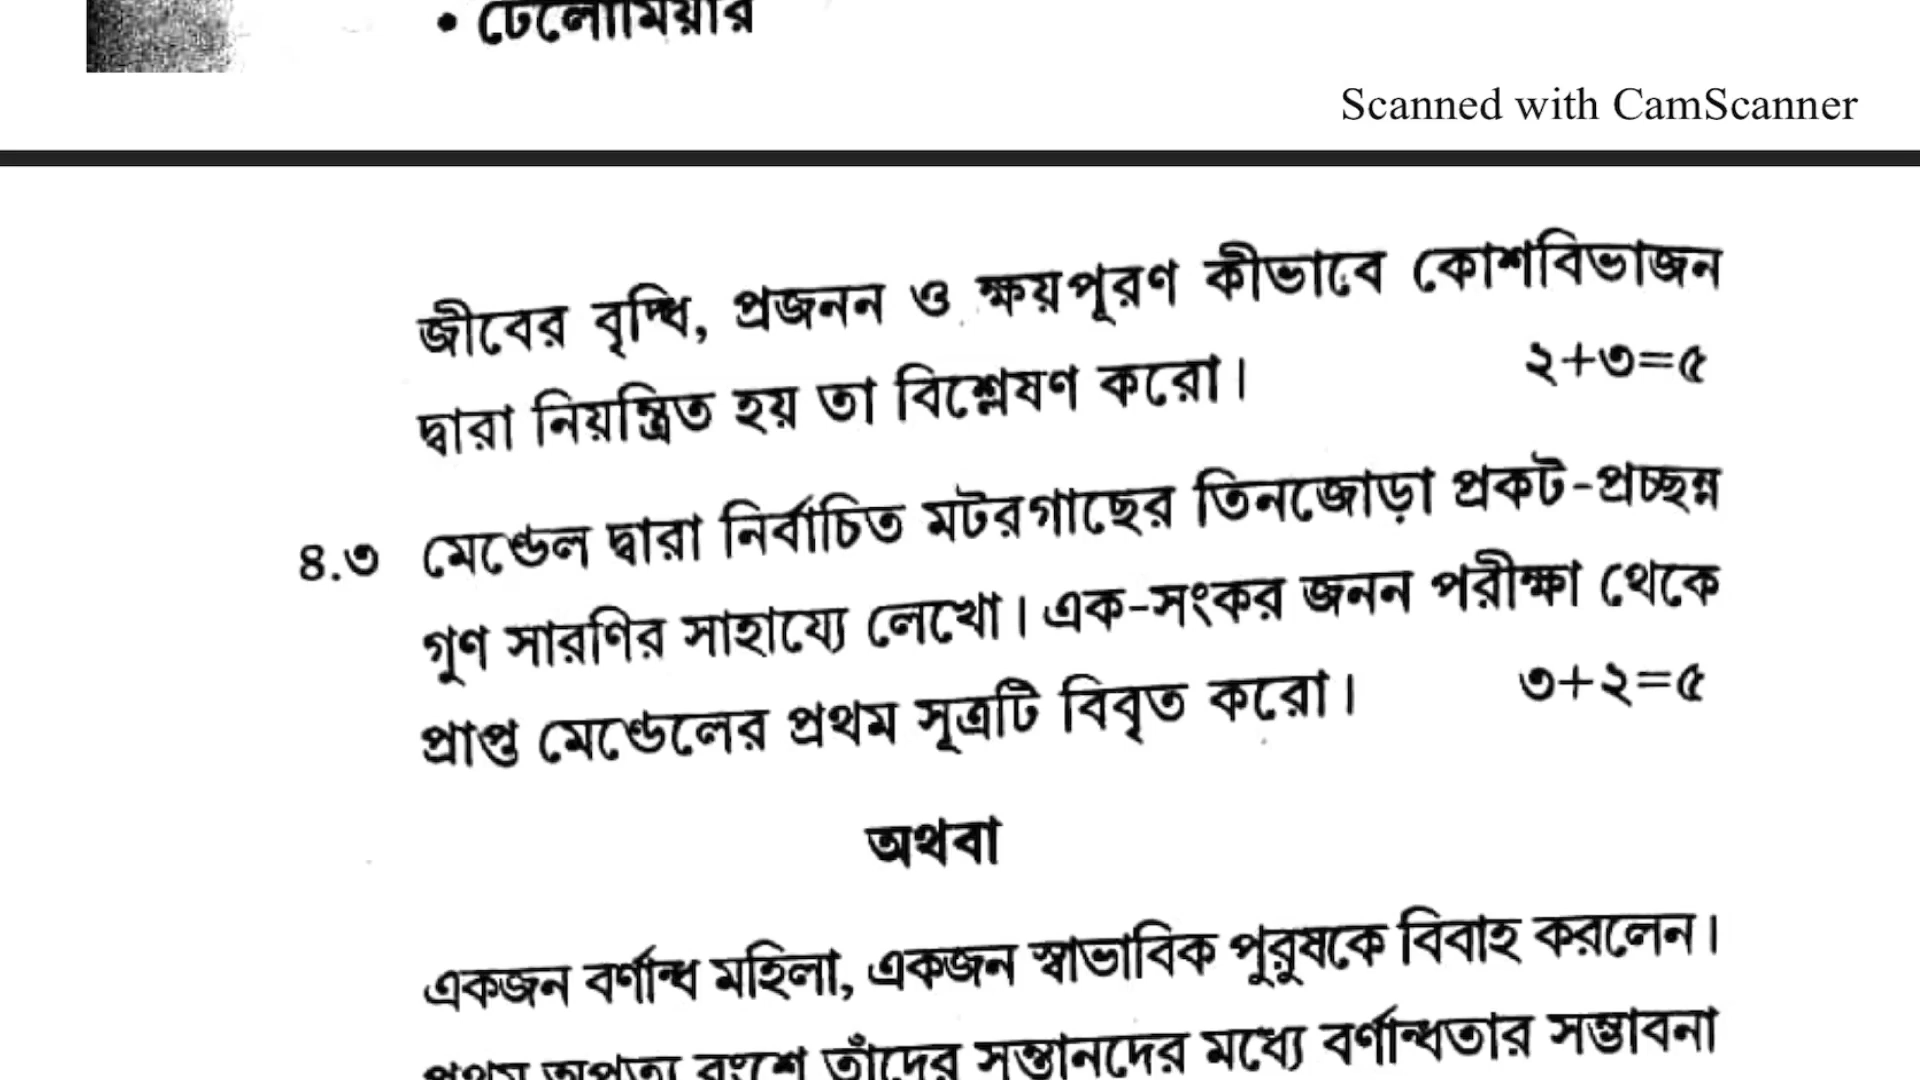 • টেলোমিয়ার
Scanned with CamScanner
জীবের বৃদ্ধি, প্রজনন ও ক্ষয়পূরণ কীভাবে কোশবিভাজন
দ্বারা নিয়ন্ত্রিত হয় তা বিশ্লেষণ করো। ২+৩=৫
৪.৩ মেণ্ডেল দ্বারা নির্বাচিত মটরগাছের তিনজোড়া প্রকট-প্রচ্ছন্ন
গুণ সারণির সাহায্যে লেখো। এক-সংকর জনন পরীক্ষা থেকে
প্রাপ্ত মেণ্ডেলের প্রথম সূত্রটি বিবৃত করো। ৩+২=৫
অথবা
একজন বর্ণান্ধ মহিলা, একজন স্বাভাবিক পুরুষকে বিবাহ করলেন।
প্রথম অপত্য বংশে তাঁদের সন্তানদের মধ্যে বর্ণান্ধতার সম্ভাবনা